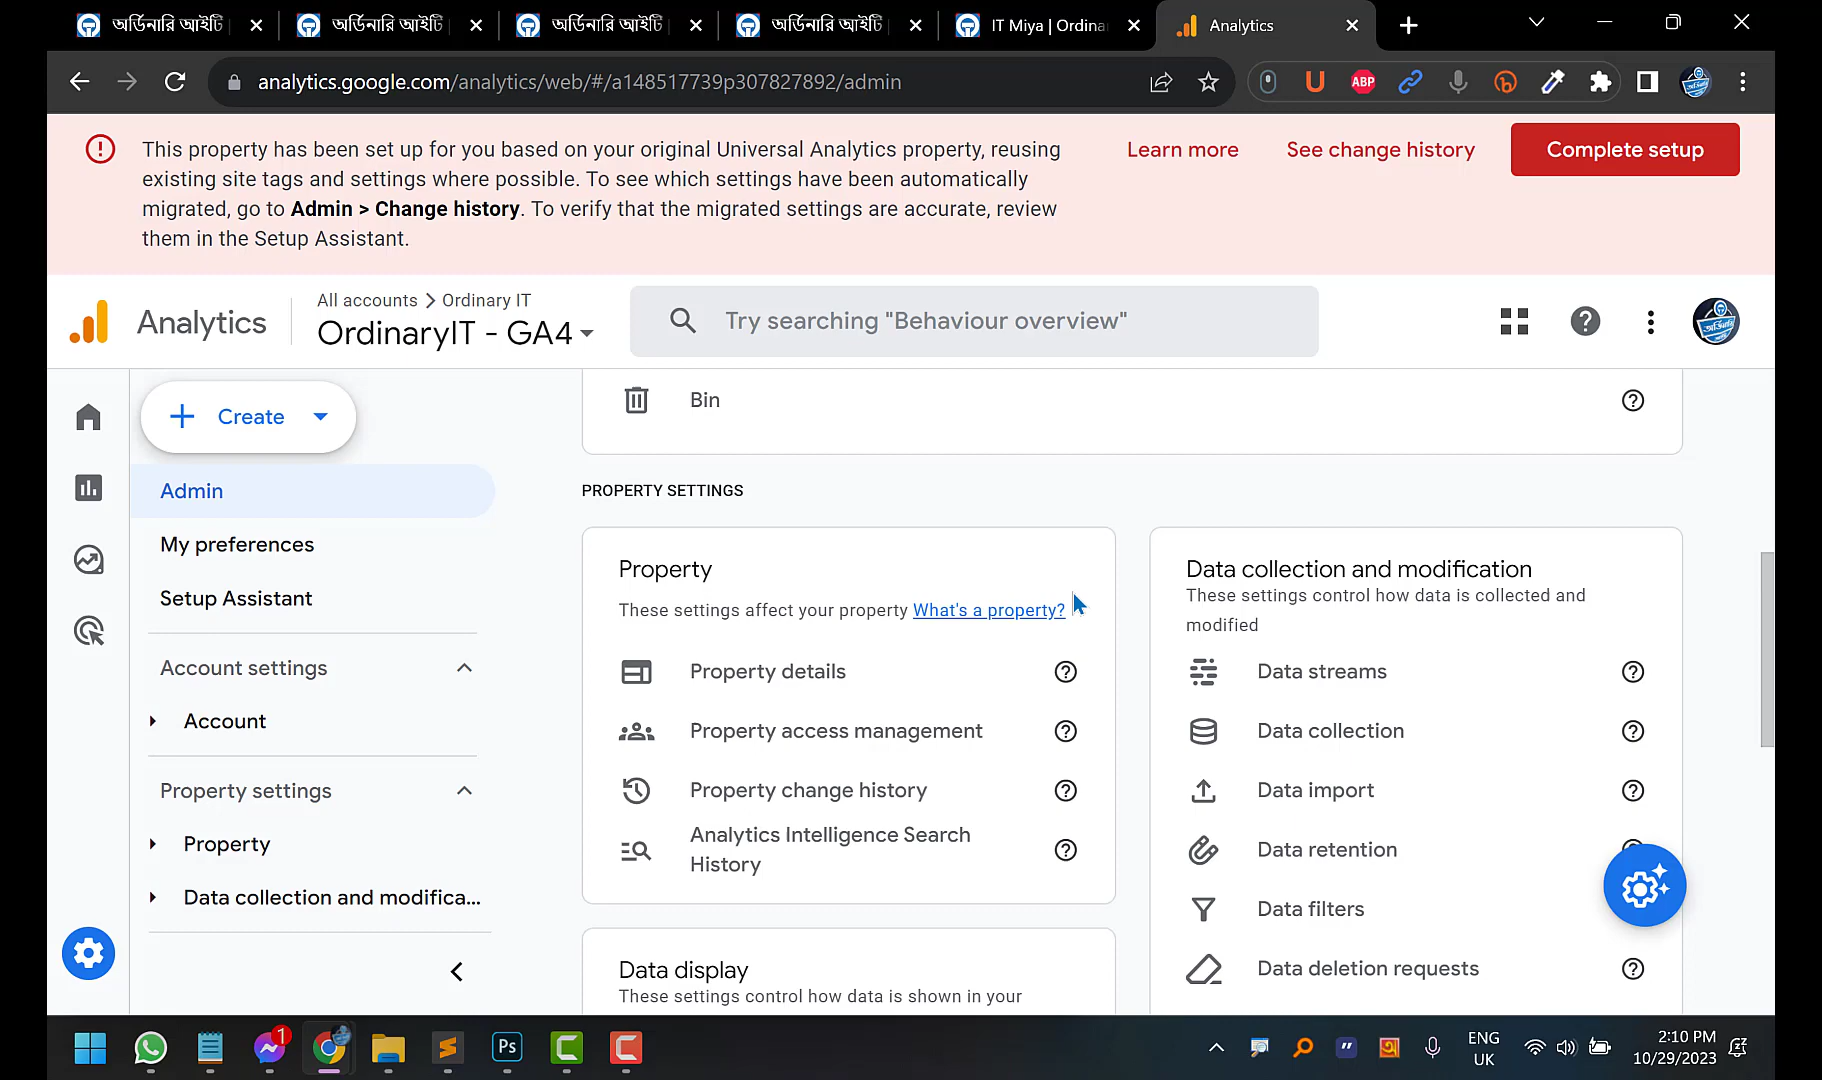 অর্ডিনারি আইটি
অর্ডিনারি আইটি
অর্ডিনারি আইটি
অর্ডিনারি আইটি
IT Miya | Ordina
Analytics
analytics.google.com/analytics/web/#/a148517739p307827892/admin
ABP
This property has been set up for you based on your original Universal Analytics property, reusing
existing site tags and settings where possible. To see which settings have been automatically
migrated, go to Admin > Change history. To verify that the migrated settings are accurate, review
them in the Setup Assistant.
Learn more
See change history
Complete setup
Analytics
All accounts > Ordinary IT
OrdinaryIT - GA4
Try searching "Behaviour overview"
Create
Admin
My preferences
Setup Assistant
Account settings
Account
Property settings
Property
Data collection and modifica...
Bin
PROPERTY SETTINGS
Property
These settings affect your property What's a property?
Property details
Property access management
Property change history
Analytics Intelligence Search
History
Data display
These settings control how data is shown in your
Data collection and modification
These settings control how data is collected and
modified
Data streams
Data collection
Data import
Data retention
Data filters
Data deletion requests
1
Ps
ENG
UK
2:10 PM
10/29/2023